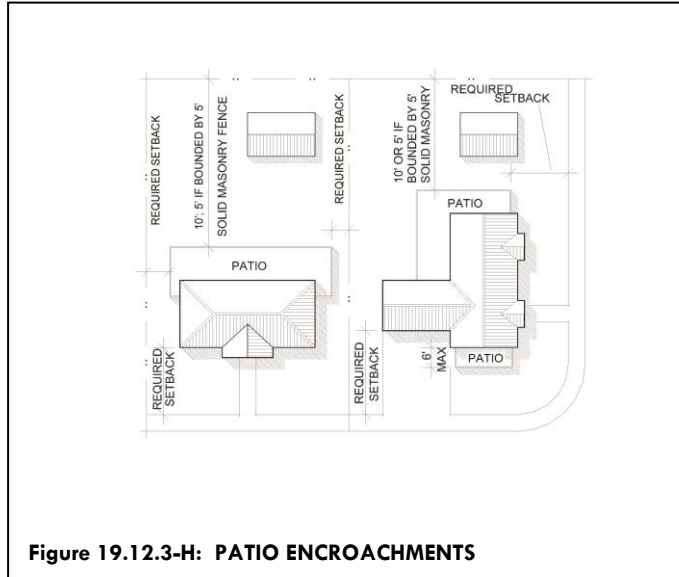 REQUIRED SETBACK
10'; 5' IF BOUNDED BY 5'
SOLID MASONRY FENCE
REQUIRED SETBACK
10' OR 5' IF
BOUNDED BY 5'
SOLID MASONRY
REQUIRED
SETBACK
PATIO
PATIO
REQUIRED
SETBACK
REQUIRED
SETBACK
6'
MAX
PATIO
Figure 19.12.3-H: PATIO ENCROACHMENTS